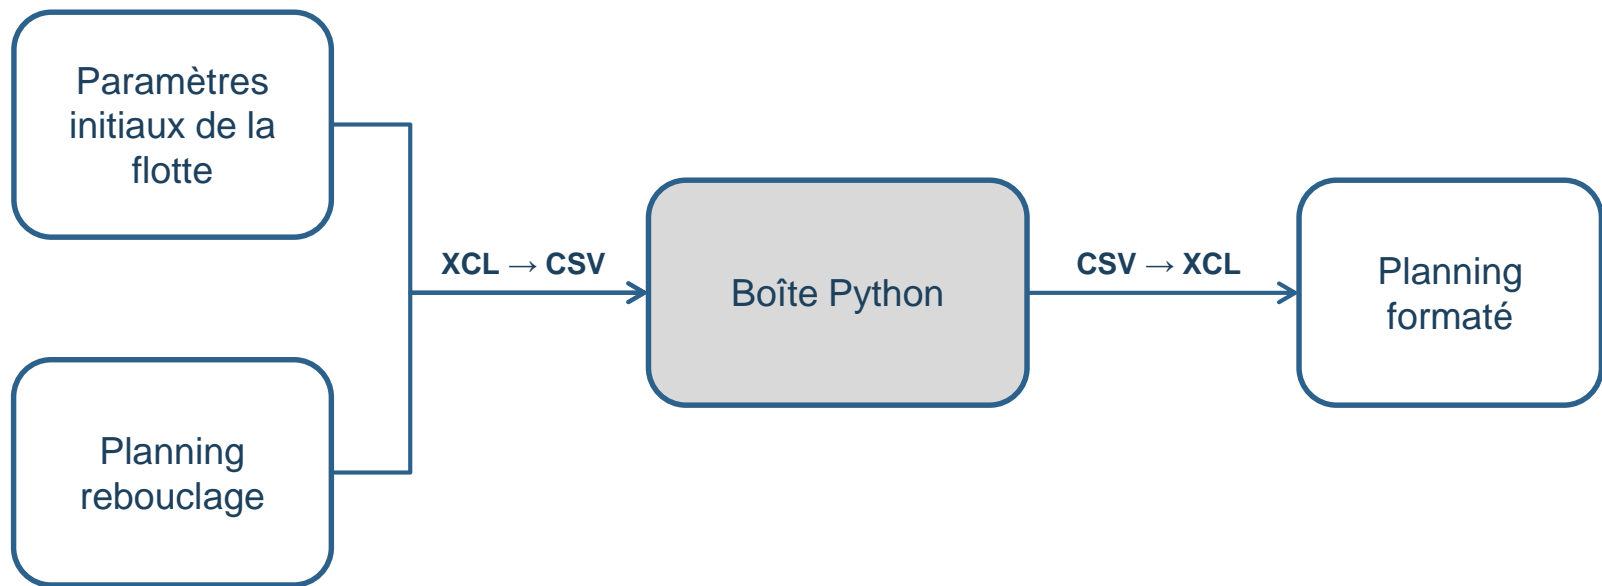 Paramètres
initiaux de la
flotte
XCL → CSV
Boîte Python
CSV → XCL
Planning
formaté
Planning
rebouclage